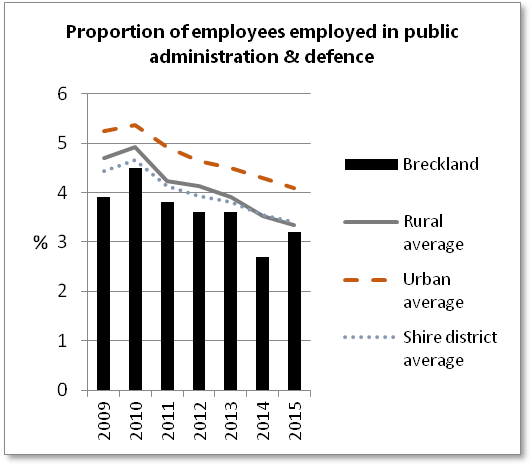 Proportion of employees employed in public
administration & defence
6
5
4
3
2
1
0
%
2009
2010
2011
2012
2013
2014
2015
Breckland
Rural
average
Urban
average
Shire district
average